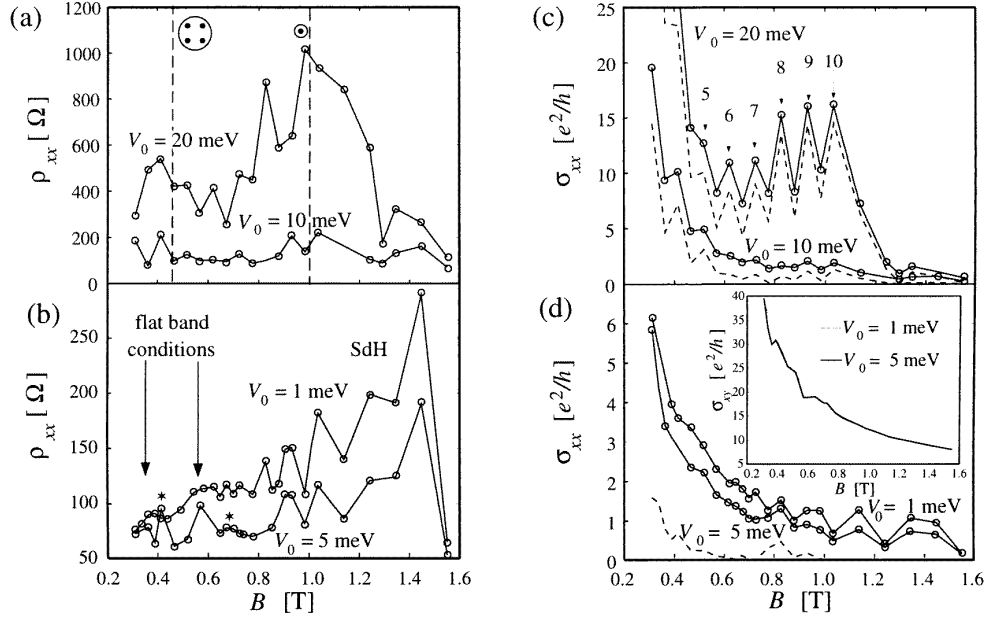 (a)
1200
1000
800
600
400
200
0
ρxx [ Ω ]
V0 = 20 meV
V0 = 10 meV
(b)
250
200
150
100
50
ρxx [ Ω ]
flat band
conditions
SdH
V0 = 1 meV
*
*
V0 = 5 meV
0.2 0.4 0.6 0.8 1.0 1.2 1.4 1.6
B [T]
(c)
25
20
15
10
5
0
σxx [e²/h]
V0 = 20 meV
5 6 7 8 9 10
V0 = 10 meV
(d)
6
5
4
3
2
1
0
σxx [e²/h]
40
35
30
25
20
15
10
5
σxy [e²/h]
V0 = 1 meV
V0 = 5 meV
0.2 0.4 0.6 0.8 1.0 1.2 1.4 1.6
B [T]
V0 = 1 meV
V0 = 5 meV
0.2 0.4 0.6 0.8 1.0 1.2 1.4 1.6
B [T]